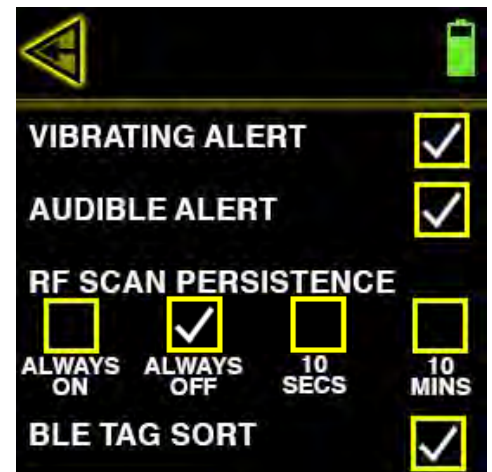 VIBRATING ALERT
AUDIBLE ALERT
RF SCAN PERSISTENCE
ALWAYS ON
ALWAYS OFF
10 SECS
10 MINS
BLE TAG SORT